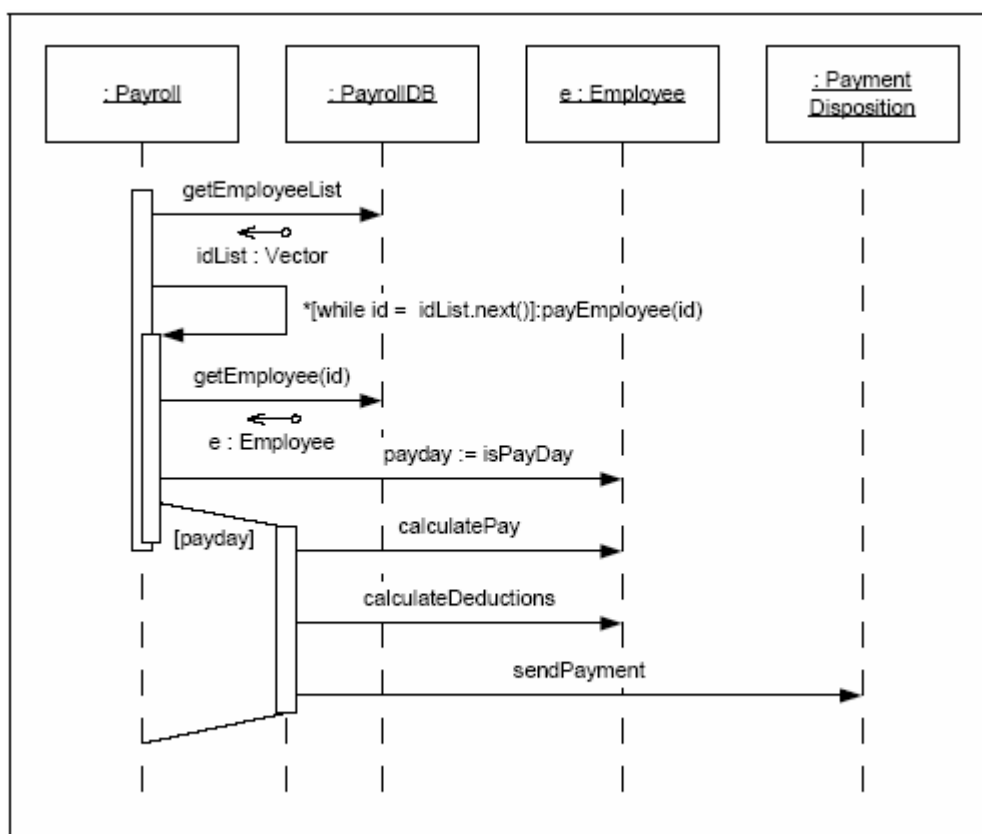 : Payroll
: PayrollDB
e : Employee
: Payment
Disposition
getEmployeeList
idList : Vector
*[while id = idList.next()]:payEmployee(id)
getEmployee(id)
e : Employee
payday := isPayDay
[payday]
calculatePay
calculateDeductions
sendPayment